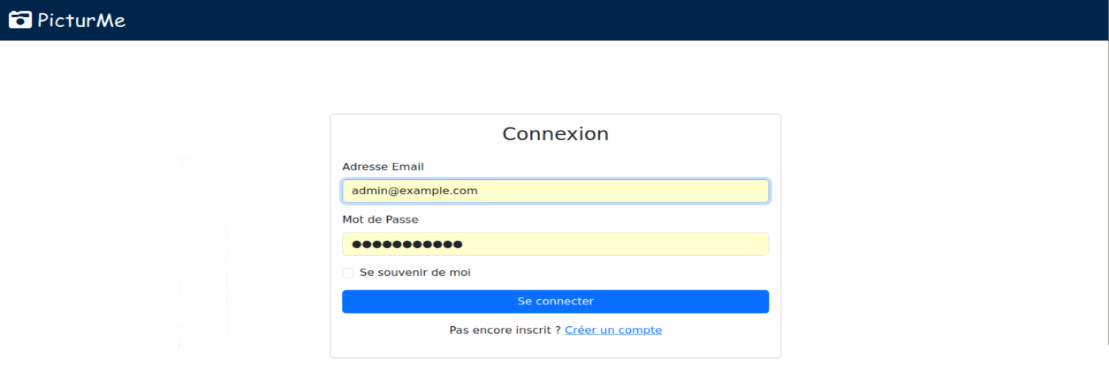 PicturMe
Connexion
Adresse Email
admin@example.com
Mot de Passe
●●●●●●●●●●●
Se souvenir de moi
Se connecter
Pas encore inscrit ? Créer un compte